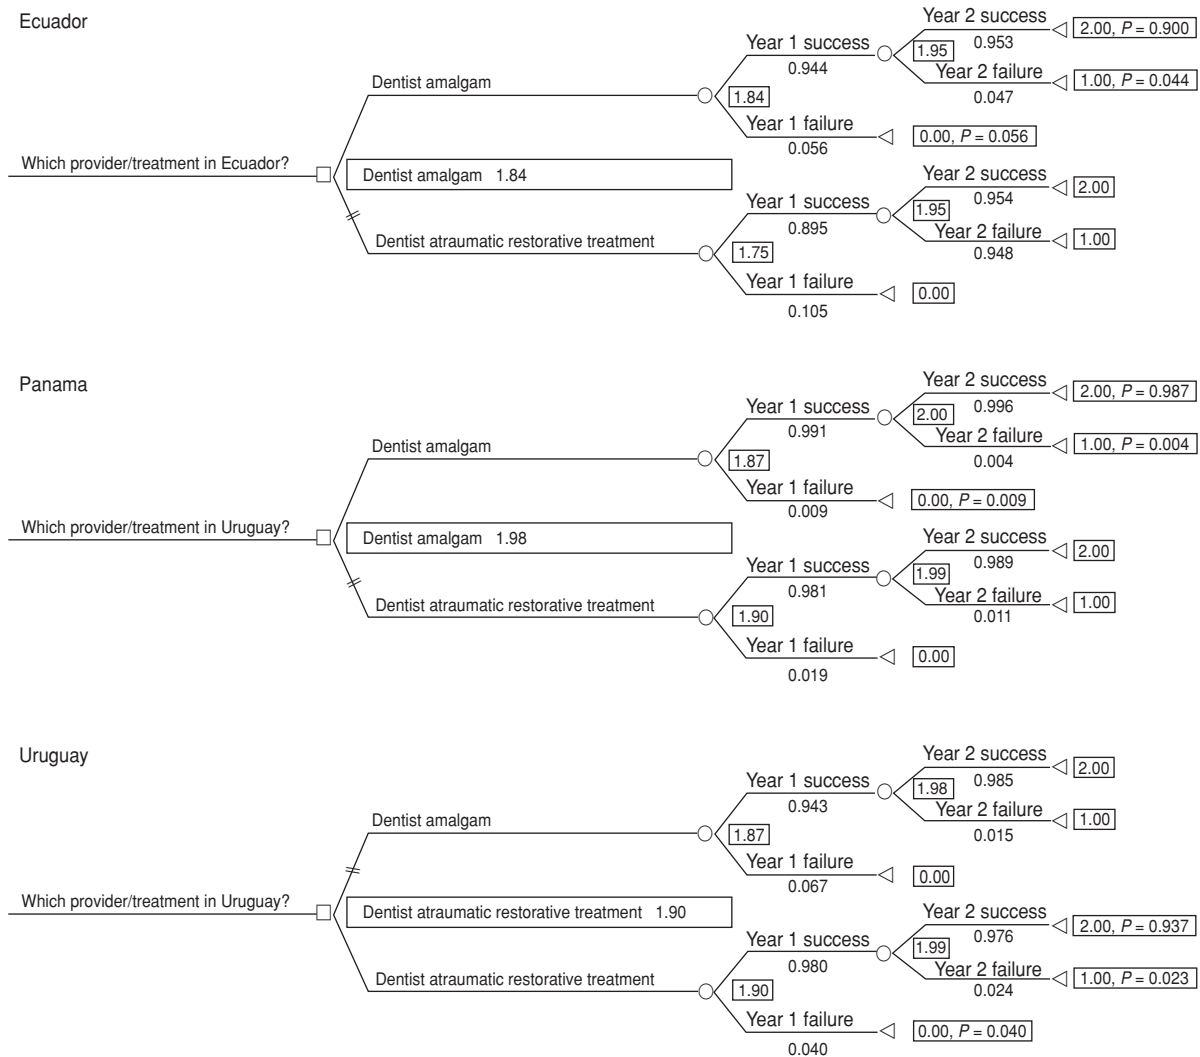 Ecuador
Year 2 success
2.00, P = 0.900
Year 1 success
1.95
0.953
0.944
Year 2 failure
1.00, P = 0.044
Dentist amalgam
1.84
0.047
Year 1 failure
0.00, P = 0.056
0.056
Which provider/treatment in Ecuador?
Dentist amalgam 1.84
Year 2 success
2.00
Year 1 success
0.954
1.95
0.895
Year 2 failure
1.00
Dentist atraumatic restorative treatment
1.75
0.948
Year 1 failure
0.00
0.105
Panama
Year 2 success
2.00, P = 0.987
Year 1 success
0.996
2.00
0.991
Year 2 failure
1.00, P = 0.004
Dentist amalgam
1.87
0.004
Year 1 failure
0.00, P = 0.009
0.009
Which provider/treatment in Uruguay?
Dentist amalgam 1.98
Year 2 success
2.00
Year 1 success
0.989
1.99
0.981
Year 2 failure
1.00
Dentist atraumatic restorative treatment
1.90
0.011
Year 1 failure
0.00
0.019
Uruguay
Year 2 success
2.00
Year 1 success
0.985
1.98
0.943
Year 2 failure
1.00
Dentist amalgam
1.87
0.015
Year 1 failure
0.00
0.067
Which provider/treatment in Uruguay?
Dentist atraumatic restorative treatment 1.90
Year 2 success
2.00, P = 0.937
Year 1 success
0.976
1.99
0.980
Year 2 failure
1.00, P = 0.023
Dentist atraumatic restorative treatment
1.90
0.024
Year 1 failure
0.00, P = 0.040
0.040